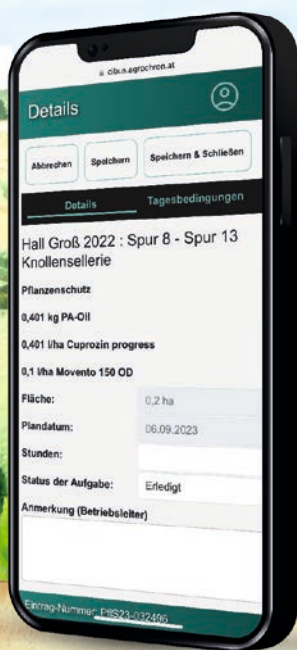 cibus.agrochron.at
Details
Abbrechen
Speichern
Speichern & Schließen
Details
Tagesbedingungen
Hall Groß 2022 : Spur 8 - Spur 13
Knollensellerie
Pflanzenschutz
0,401 kg PA-Oil
0,401 l/ha Cuprozin progress
0,1 l/ha Movento 150 OD
Fläche: 0,2 ha
Plandatum: 06.09.2023
Stunden:
Status der Aufgabe: Erledigt
Anmerkung (Betriebsleiter)
Eintrag-Nummer: PflS23-032496